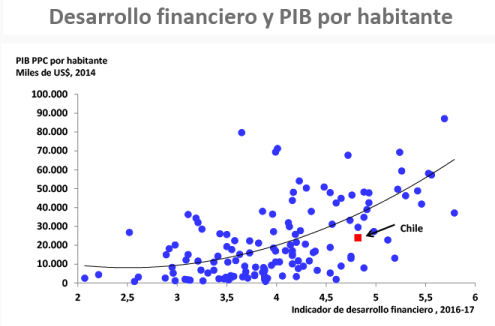 Desarrollo financiero y PIB por habitante
PIB PPC por habitante
Miles de US$, 2014
100.000
90.000
80.000
70.000
60.000
50.000
40.000
30.000
20.000
10.000
0
Chile
2 2,5 3 3,5 4 4,5 5 5,5 6
Indicador de desarrollo financiero , 2016-17